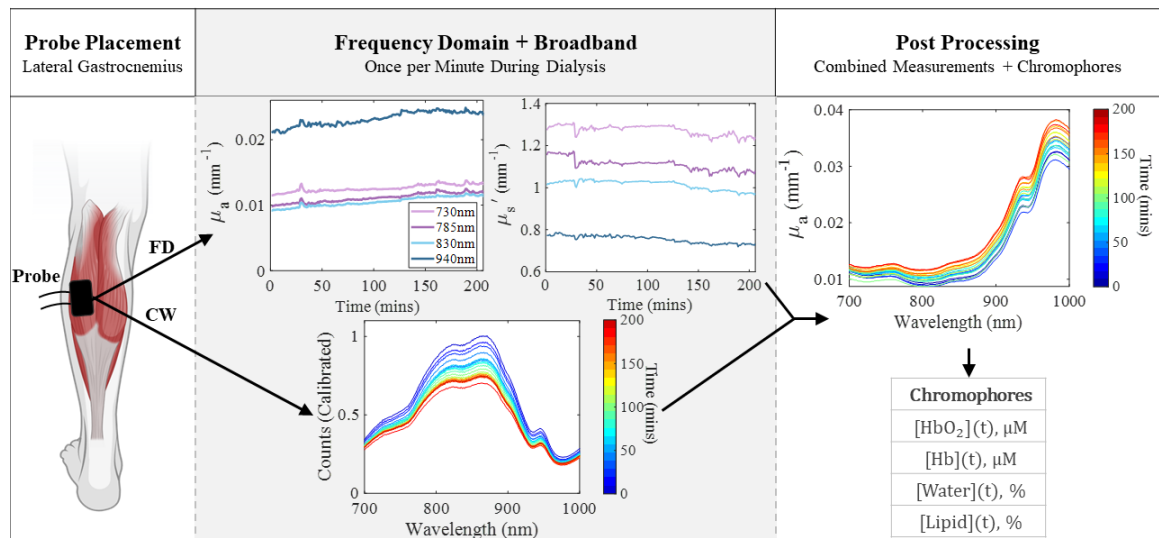 Probe Placement
Lateral Gastrocnemius
Frequency Domain + Broadband
Once per Minute During Dialysis
Post Processing
Combined Measurements + Chromophores
Probe
FD
CW
μa (mm-1)
0.02
0.01
0
730nm
785nm
830nm
940nm
0 50 100 150 200
Time (mins)
μs' (mm-1)
1.4
1.2
1
0.8
0.6
0 50 100 150 200
Time (mins)
Counts (Calibrated)
1
0.5
0
700 800 900 1000
Wavelength (nm)
200
150
100
50
0
Time (mins)
μa (mm-1)
0.04
0.03
0.02
0.01
700 800 900 1000
Wavelength (nm)
200
150
100
50
0
Time (mins)
Chromophores
[HbO2](t), μM
[Hb](t), μM
[Water](t), %
[Lipid](t), %